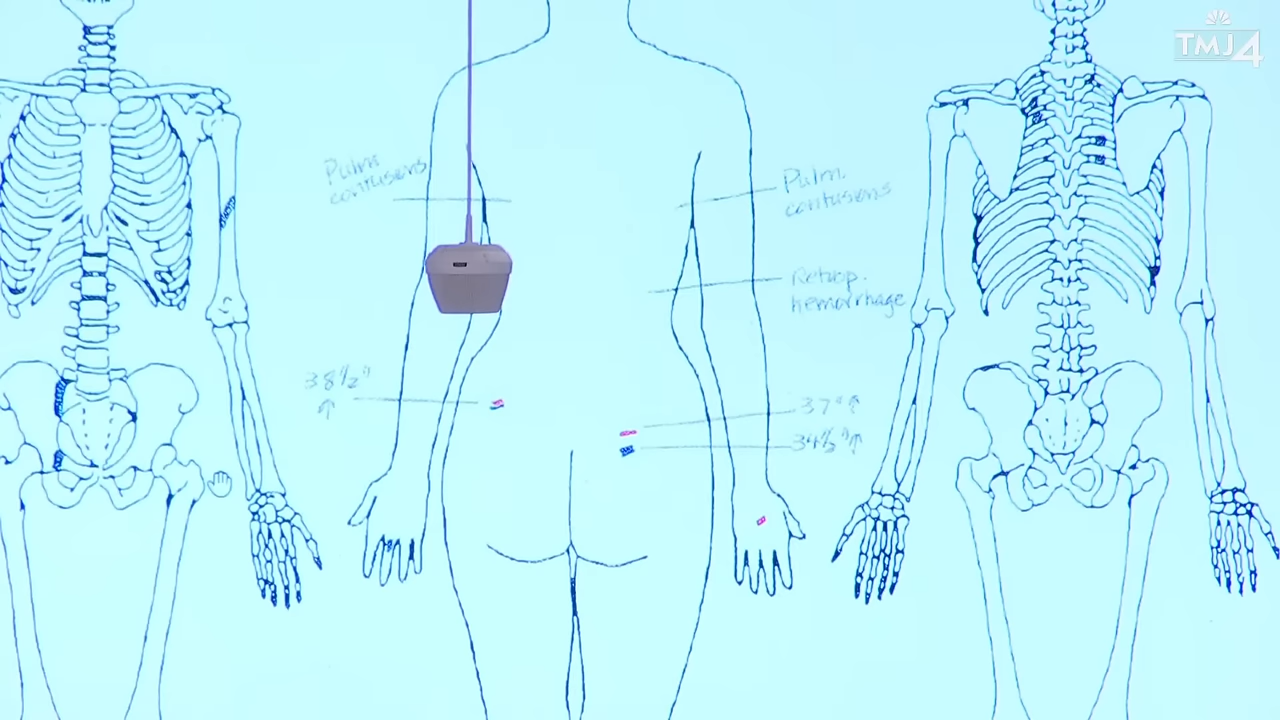 TMJ4
Pulm
contusions
Pulm.
contusions
Retrop.
hemorrhage
38½"
↑
37"↑
34½"↑